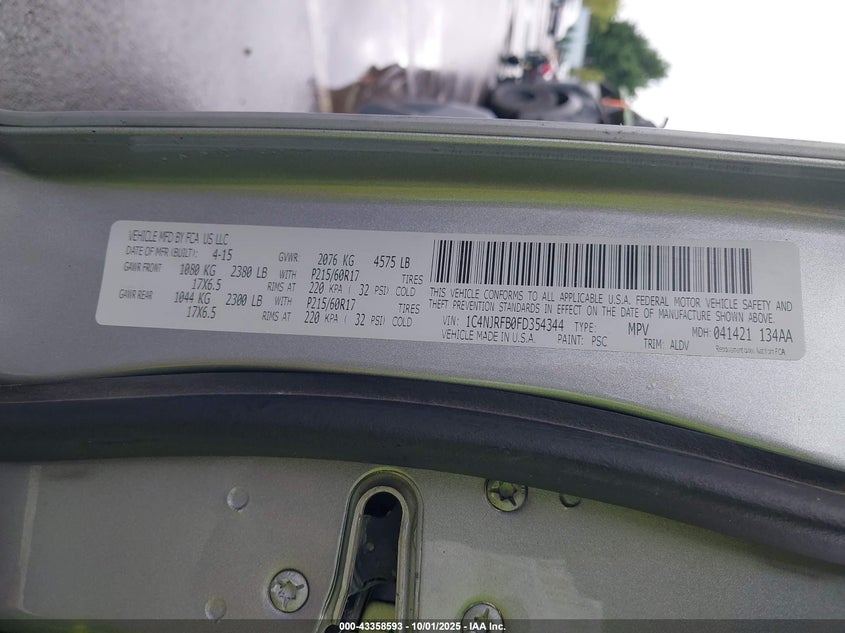 VEHICLE MFD BY FCA US LLC
DATE OF MFR (BUILT): 4-15 GVWR 2076 KG 4575 LB
GAWR FRONT 1080 KG 2380 LB WITH P215/60R17 TIRES
17X6.5 RIMS AT 220 KPA ( 32 PSI) COLD
GAWR REAR 1044 KG 2300 LB WITH P215/60R17 TIRES
17X6.5 RIMS AT 220 KPA ( 32 PSI) COLD
THIS VEHICLE CONFORMS TO ALL APPLICABLE U.S.A. FEDERAL MOTOR VEHICLE SAFETY AND
THEFT PREVENTION STANDARDS IN EFFECT ON THE DATE OF MANUFACTURE SHOWN ABOVE
VIN: 1C4NJRFB0FD354344 TYPE: MPV MDH: 041421 134AA
VEHICLE MADE IN U.S.A. PAINT: PSC TRIM: ALDV
000-43358593 - 10/01/2025 - IAA Inc.